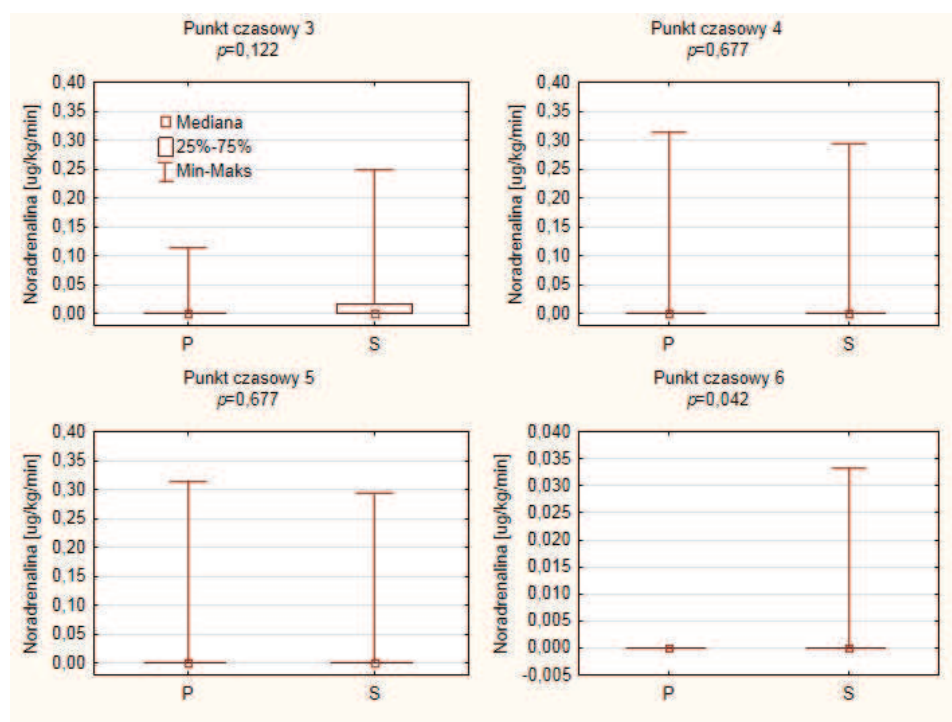 Punkt czasowy 3
p=0,122
Noradrenalina [ug/kg/min]
0,40
0,35
0,30
0,25
0,20
0,15
0,10
0,05
0,00
Mediana
25%-75%
Min-Maks
P S
Punkt czasowy 4
p=0,677
Noradrenalina [ug/kg/min]
0,40
0,35
0,30
0,25
0,20
0,15
0,10
0,05
0,00
P S
Punkt czasowy 5
p=0,677
Noradrenalina [ug/kg/min]
0,40
0,35
0,30
0,25
0,20
0,15
0,10
0,05
0,00
P S
Punkt czasowy 6
p=0,042
Noradrenalina [ug/kg/min]
0,040
0,035
0,030
0,025
0,020
0,015
0,010
0,005
0,000
-0,005
P S